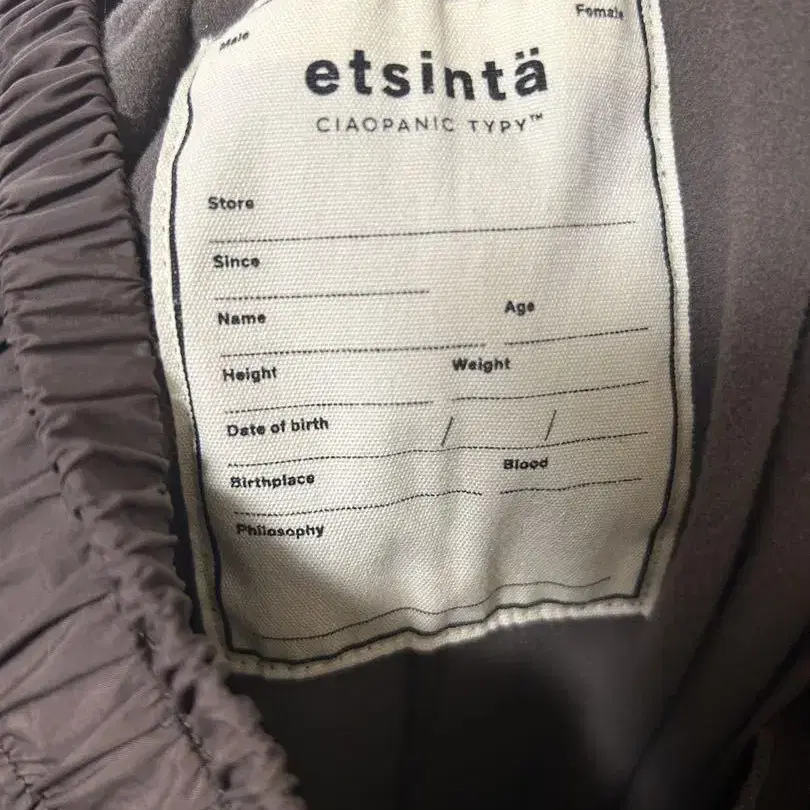 Male Female
etsintä
CIAOPANIC TYPY™
Store
Since
Name Age
Height Weight
Date of birth / /
Birthplace Blood
Philosophy